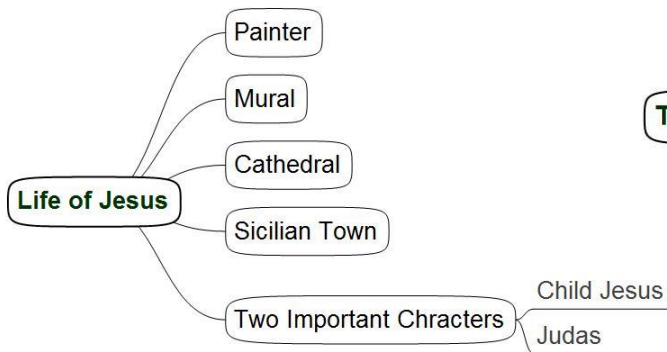 Painter
Mural
Cathedral
Life of Jesus
Sicilian Town
Two Important Chracters
Child Jesus
Judas